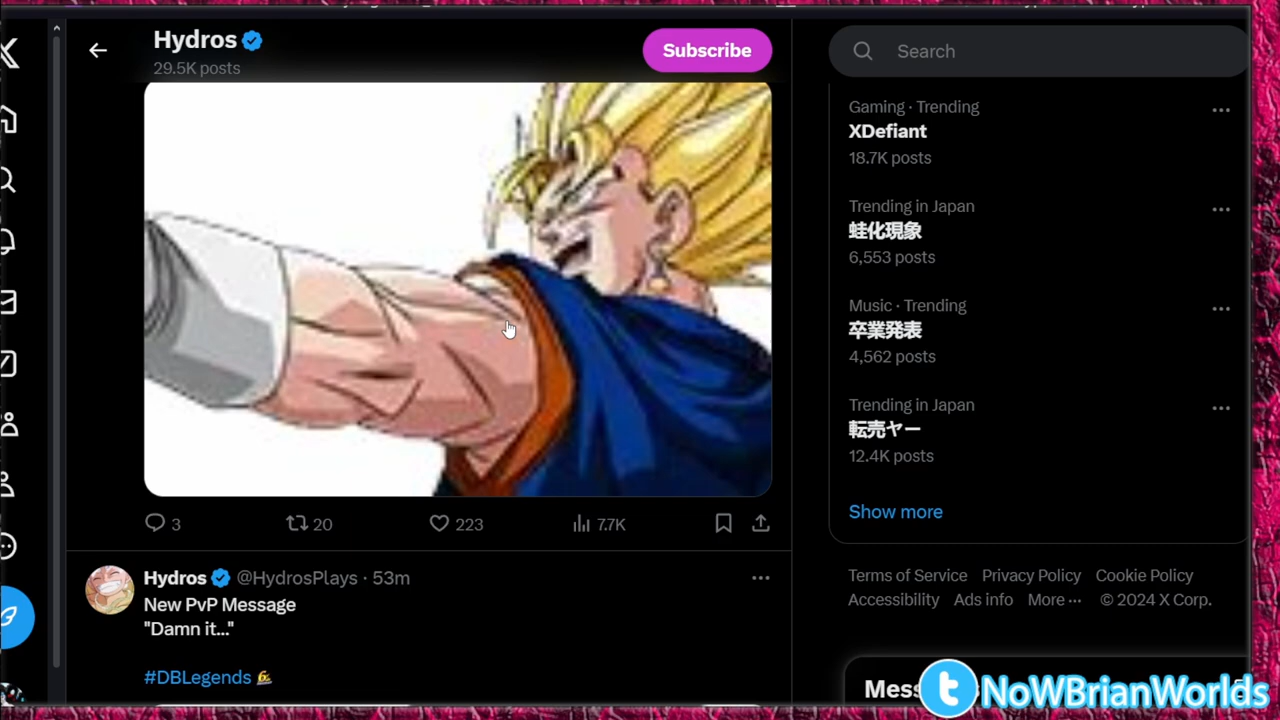 Hydros
29.5K posts
Subscribe
3
20
223
7.7K
Hydros @HydrosPlays · 53m
New PvP Message
"Damn it..."
#DBLegends
Search
Gaming · Trending
XDefiant
18.7K posts
Trending in Japan
蛙化現象
6,553 posts
Music · Trending
卒業発表
4,562 posts
Trending in Japan
転売ヤー
12.4K posts
Show more
Terms of Service Privacy Policy Cookie Policy
Accessibility Ads info More ··· © 2024 X Corp.
NoWBrianWorlds